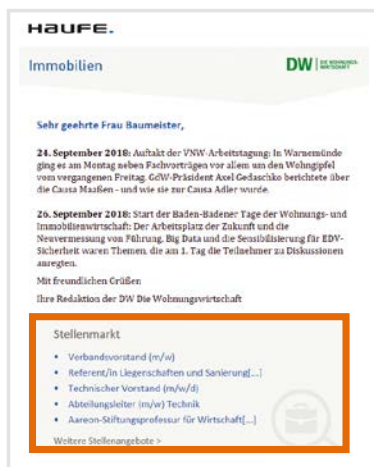 HAUFE.
Immobilien
DW DIE WOHNUNGS-
WIRTSCHAFT
Sehr geehrte Frau Baumeister,
24. September 2018: Auftakt der VNW-Arbeitstagung: In Warnemünde
ging es am Montag neben Fachvorträgen vor allem um den Wohngipfel
vom vergangenen Freitag. GdW-Präsident Axel Gedaschko berichtete über
die Causa Maaßen - und wie sie zur Causa Adler wurde.
26. September 2018: Start der Baden-Badener Tage der Wohnungs- und
Immobilienwirtschaft: Der Arbeitsplatz der Zukunft und die
Neuvermessung von Führung, Big Data und die Sensibilisierung für EDV-
Sicherheit waren Themen, die am 1. Tag die Teilnehmer zu Diskussionen
anregten.
Mit freundlichen Grüßen
Ihre Redaktion der DW Die Wohnungswirtschaft
Stellenmarkt
• Verbandsvorstand (m/w)
• Referent/in Liegenschaften und Sanierung[...]
• Technischer Vorstand (m/w/d)
• Abteilungsleiter (m/w) Technik
• Aareon-Stiftungsprofessur für Wirtschaft[...]
Weitere Stellenangebote >